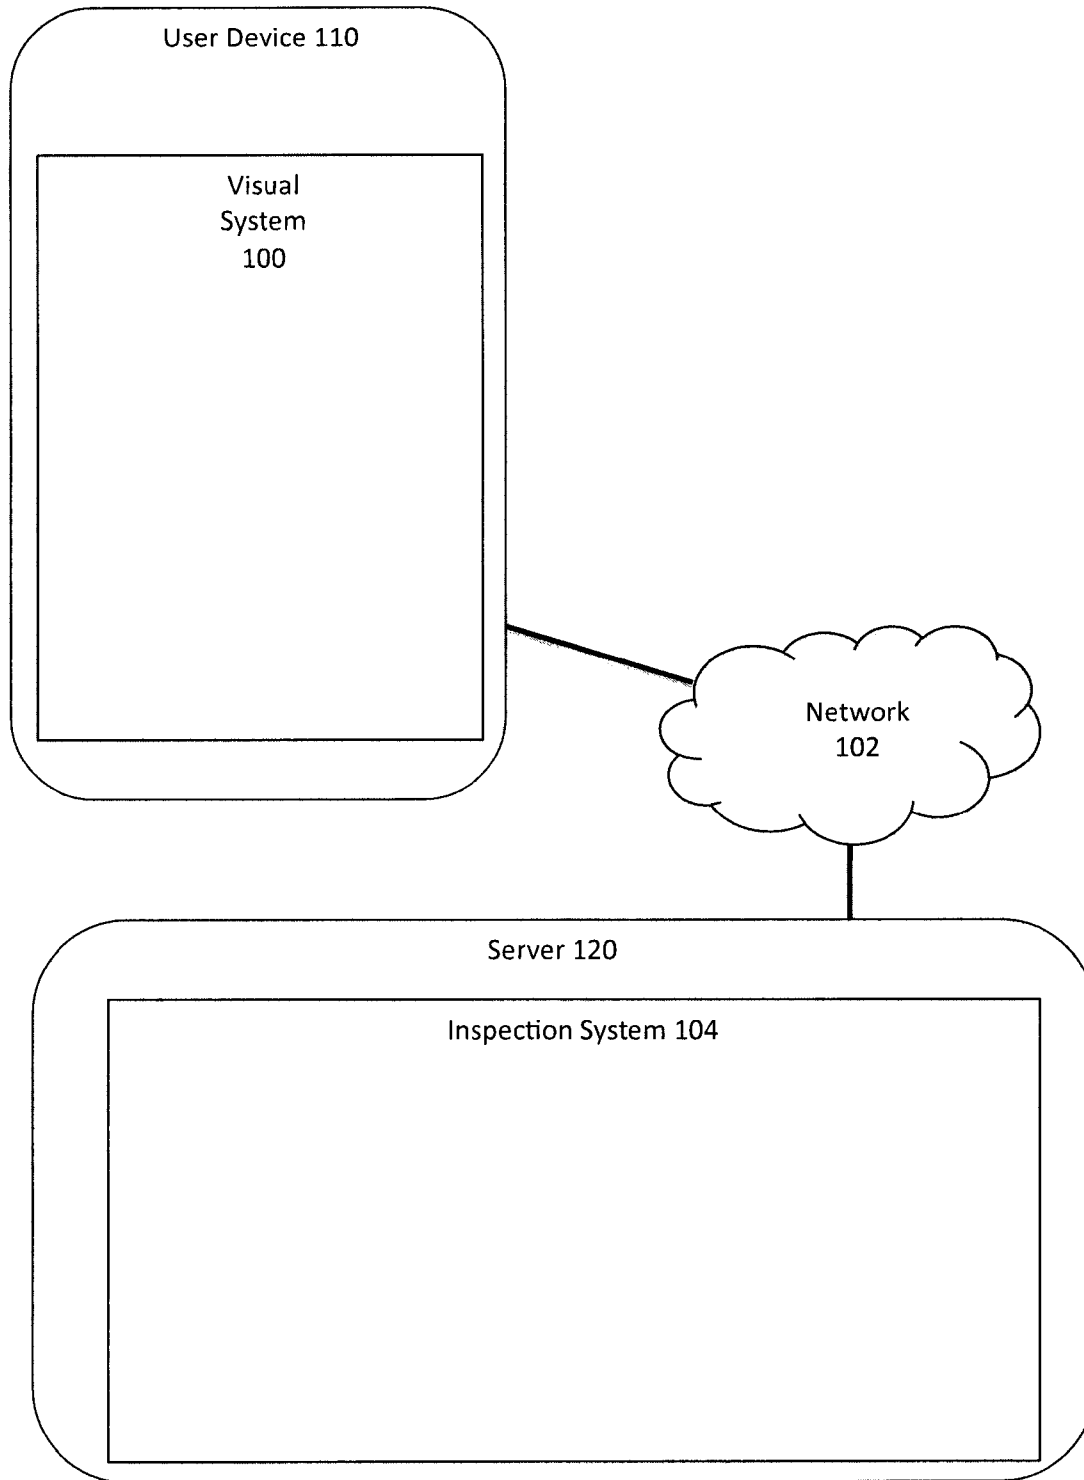 User Device 110
Visual
System
100
Network
102
Server 120
Inspection System 104